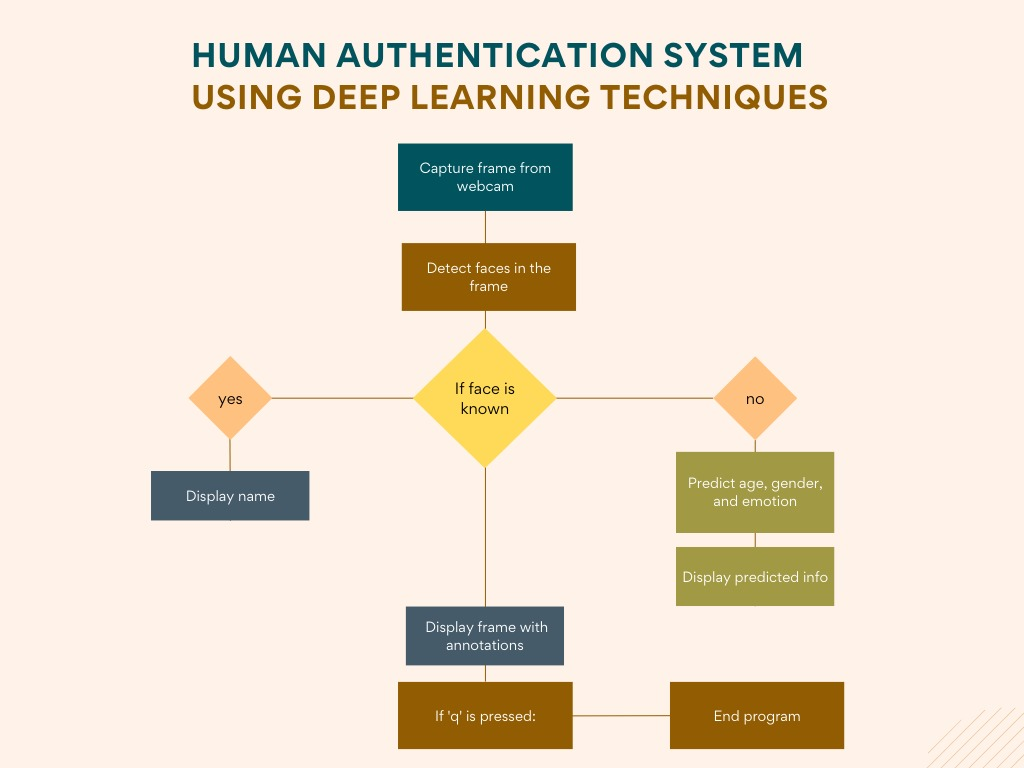 HUMAN AUTHENTICATION SYSTEM
USING DEEP LEARNING TECHNIQUES
Capture frame from
webcam
Detect faces in the
frame
If face is
known
yes
no
Display name
Predict age, gender,
and emotion
Display predicted info
Display frame with
annotations
If 'q' is pressed:
End program